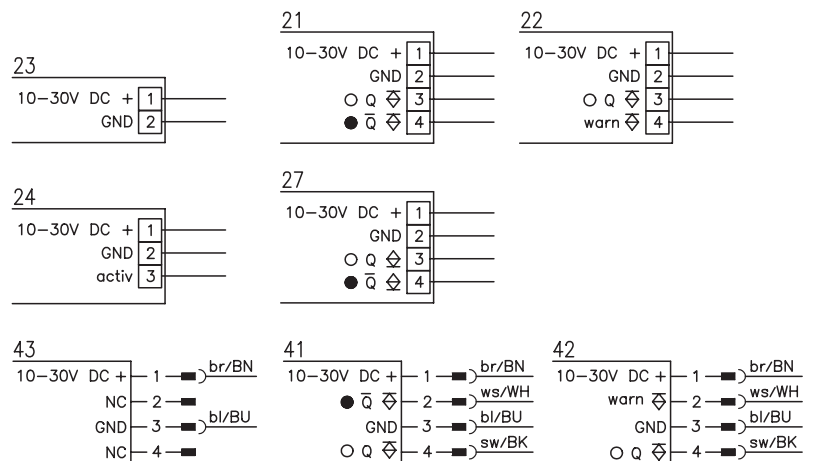 23
10–30V DC + 1
GND 2
21
10–30V DC + 1
GND 2
Q 3
Q̅ 4
22
10–30V DC + 1
GND 2
Q 3
warn 4
24
10–30V DC + 1
GND 2
activ 3
27
10–30V DC + 1
GND 2
Q 3
Q̅ 4
43
10–30V DC + 1 br/BN
NC 2
GND 3 bl/BU
NC 4
41
10–30V DC + 1 br/BN
Q̅ 2 ws/WH
GND 3 bl/BU
Q 4 sw/BK
42
10–30V DC + 1 br/BN
warn 2 ws/WH
GND 3 bl/BU
Q 4 sw/BK